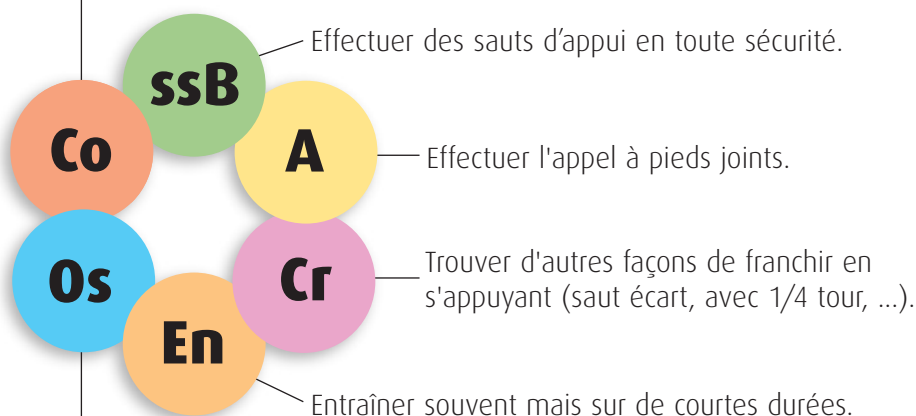 ssB
Effectuer des sauts d’appui en toute sécurité.
Co
A
Effectuer l'appel à pieds joints.
Os
Cr
Trouver d'autres façons de franchir en
s'appuyant (saut écart, avec 1/4 tour, ...).
En
Entraîner souvent mais sur de courtes durées.